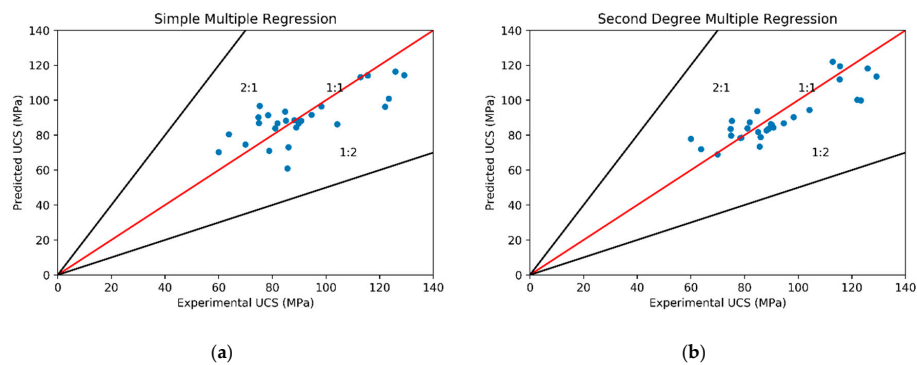 Simple Multiple Regression
140
120
100
80
60
40
20
0
2:1
1:1
1:2
Predicted UCS (MPa)
0 20 40 60 80 100 120 140
Experimental UCS (MPa)
(a)
Second Degree Multiple Regression
140
120
100
80
60
40
20
0
2:1
1:1
1:2
Predicted UCS (MPa)
0 20 40 60 80 100 120 140
Experimental UCS (MPa)
(b)